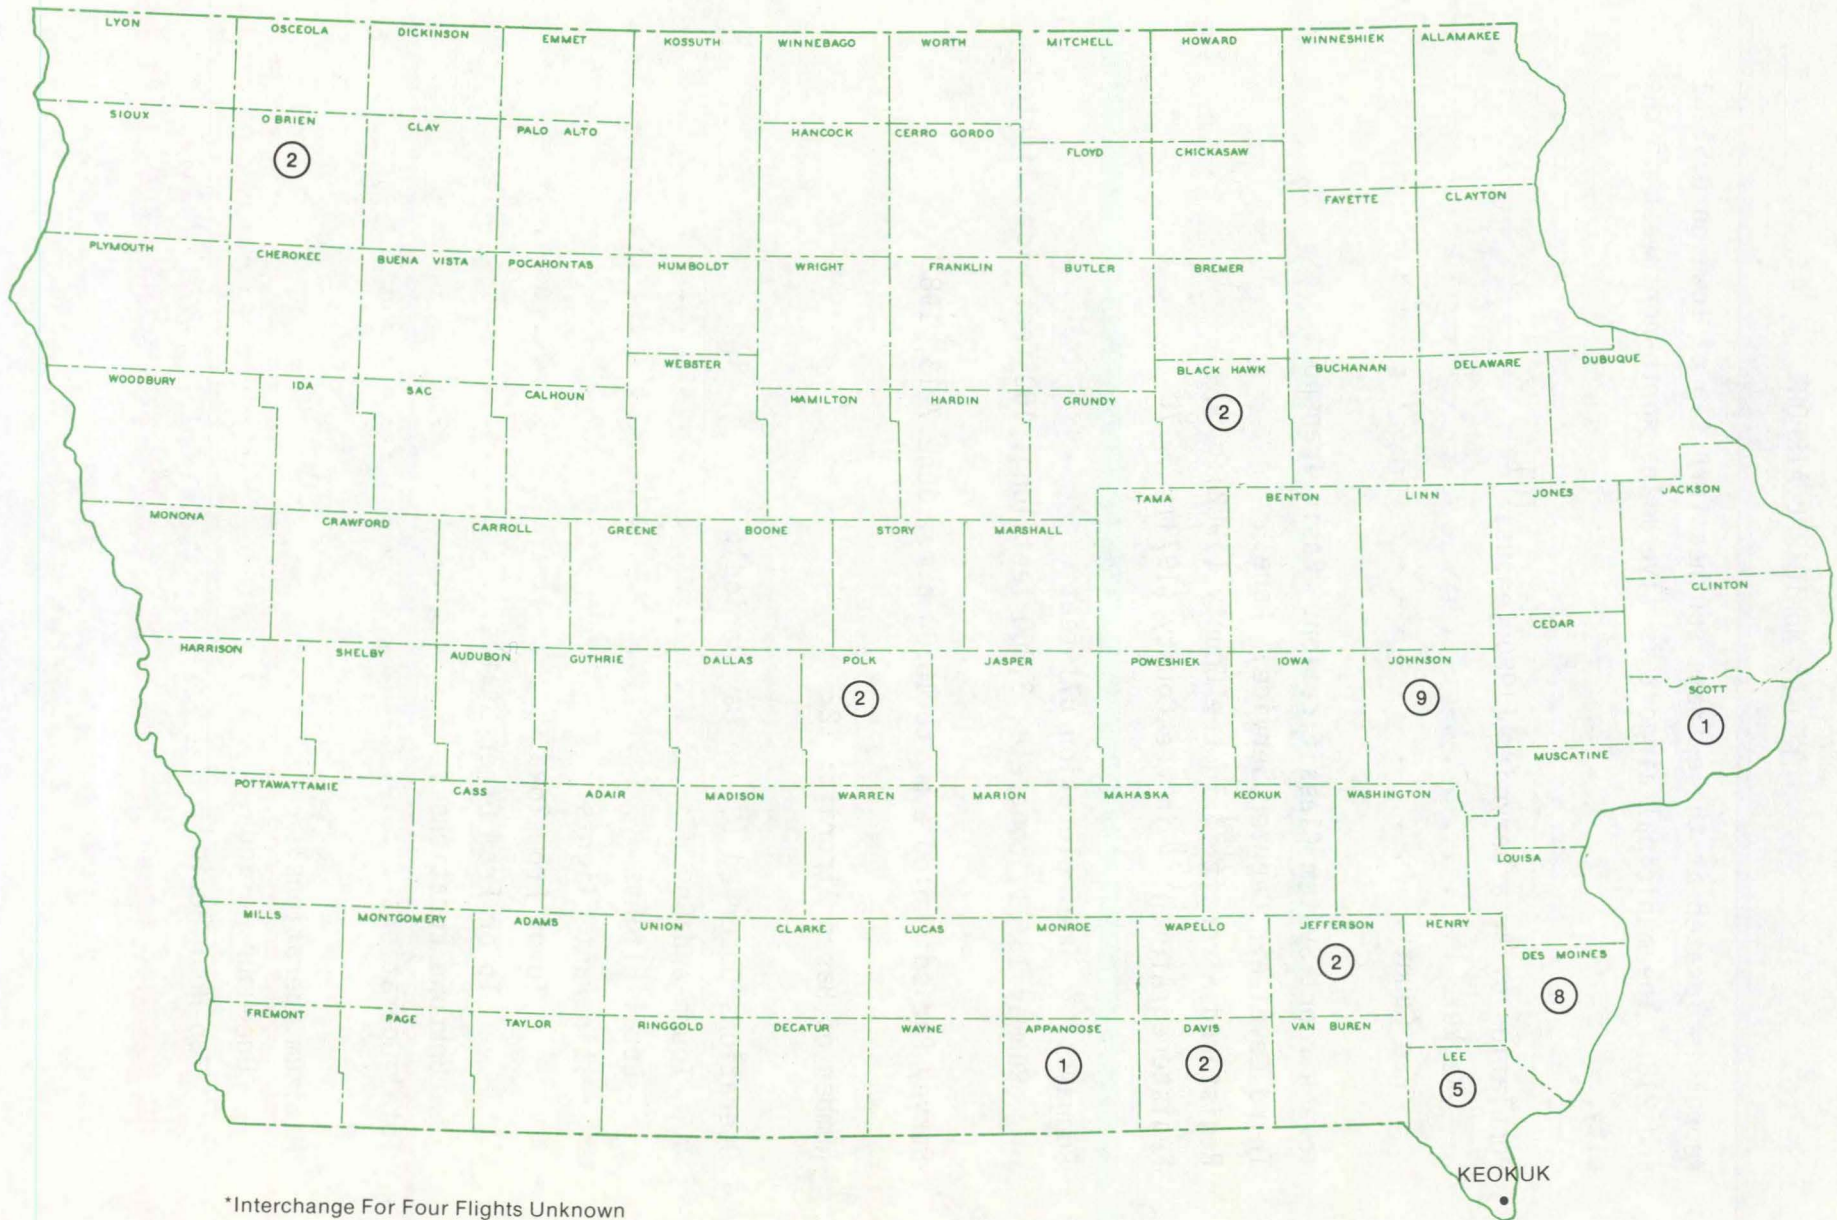 LYON OSCEOLA DICKINSON EMMET KOSSUTH WINNEBAGO WORTH MITCHELL HOWARD WINNESHIEK ALLAMAKEE
SIOUX O BRIEN CLAY PALO ALTO HANCOCK CERRO GORDO FLOYD CHICKASAW
2
FAYETTE CLAYTON
PLYMOUTH CHEROKEE BUENA VISTA POCAHONTAS HUMBOLDT WRIGHT FRANKLIN BUTLER BREMER
WOODBURY IDA SAC CALHOUN WEBSTER HAMILTON HARDIN GRUNDY BLACK HAWK BUCHANAN DELAWARE DUBUQUE
2
MONONA CRAWFORD CARROLL GREENE BOONE STORY MARSHALL TAMA BENTON LINN JONES JACKSON
CLINTON
CEDAR
HARRISON SHELBY AUDUBON GUTHRIE DALLAS POLK JASPER POWESHIEK IOWA JOHNSON SCOTT
2 9 1
MUSCATINE
POTTAWATTAMIE CASS ADAIR MADISON WARREN MARION MAHASKA KEOKUK WASHINGTON
LOUISA
MILLS MONTGOMERY ADAMS UNION CLARKE LUCAS MONROE WAPELLO JEFFERSON HENRY DES MOINES
2 8
FREMONT PAGE TAYLOR RINGGOLD DECATUR WAYNE APPANOOSE DAVIS VAN BUREN LEE
1 2 5
KEOKUK
*Interchange For Four Flights Unknown